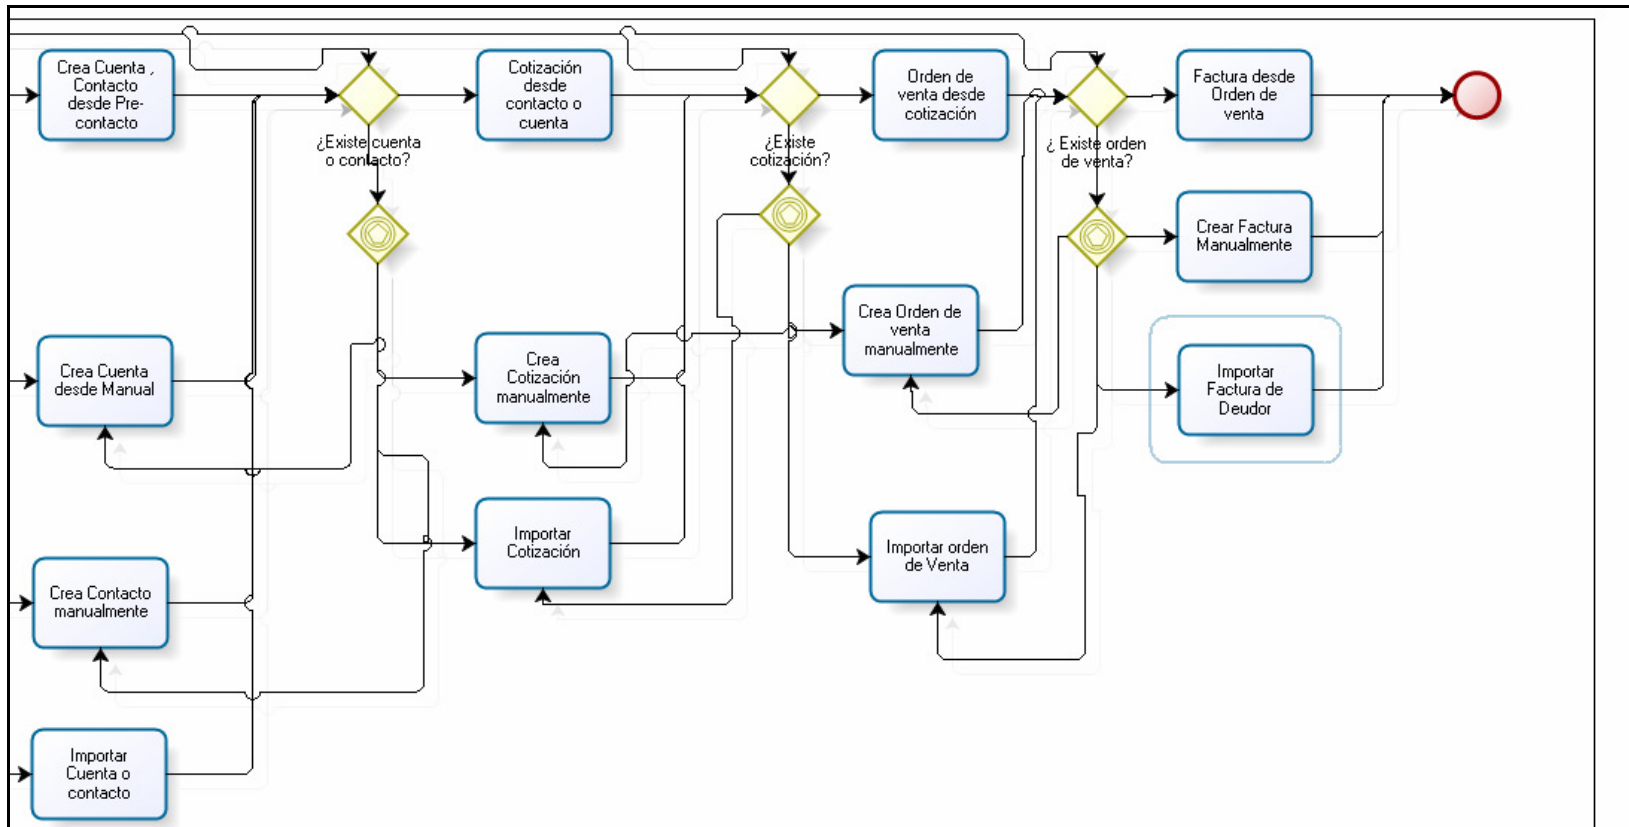 Crea Cuenta ,
Contacto
desde Pre-
contacto
¿Existe cuenta
o contacto?
Cotización
desde
contacto o
cuenta
¿Existe
cotización?
Orden de
venta desde
cotización
¿ Existe orden
de venta?
Factura desde
Orden de
venta
Crear Factura
Manualmente
Crea Orden de
venta
manualmente
Importar
Factura de
Deudor
Crea Cuenta
desde Manual
Crea
Cotización
manualmente
Importar
Cotización
Importar orden
de Venta
Crea Contacto
manualmente
Importar
Cuenta o
contacto